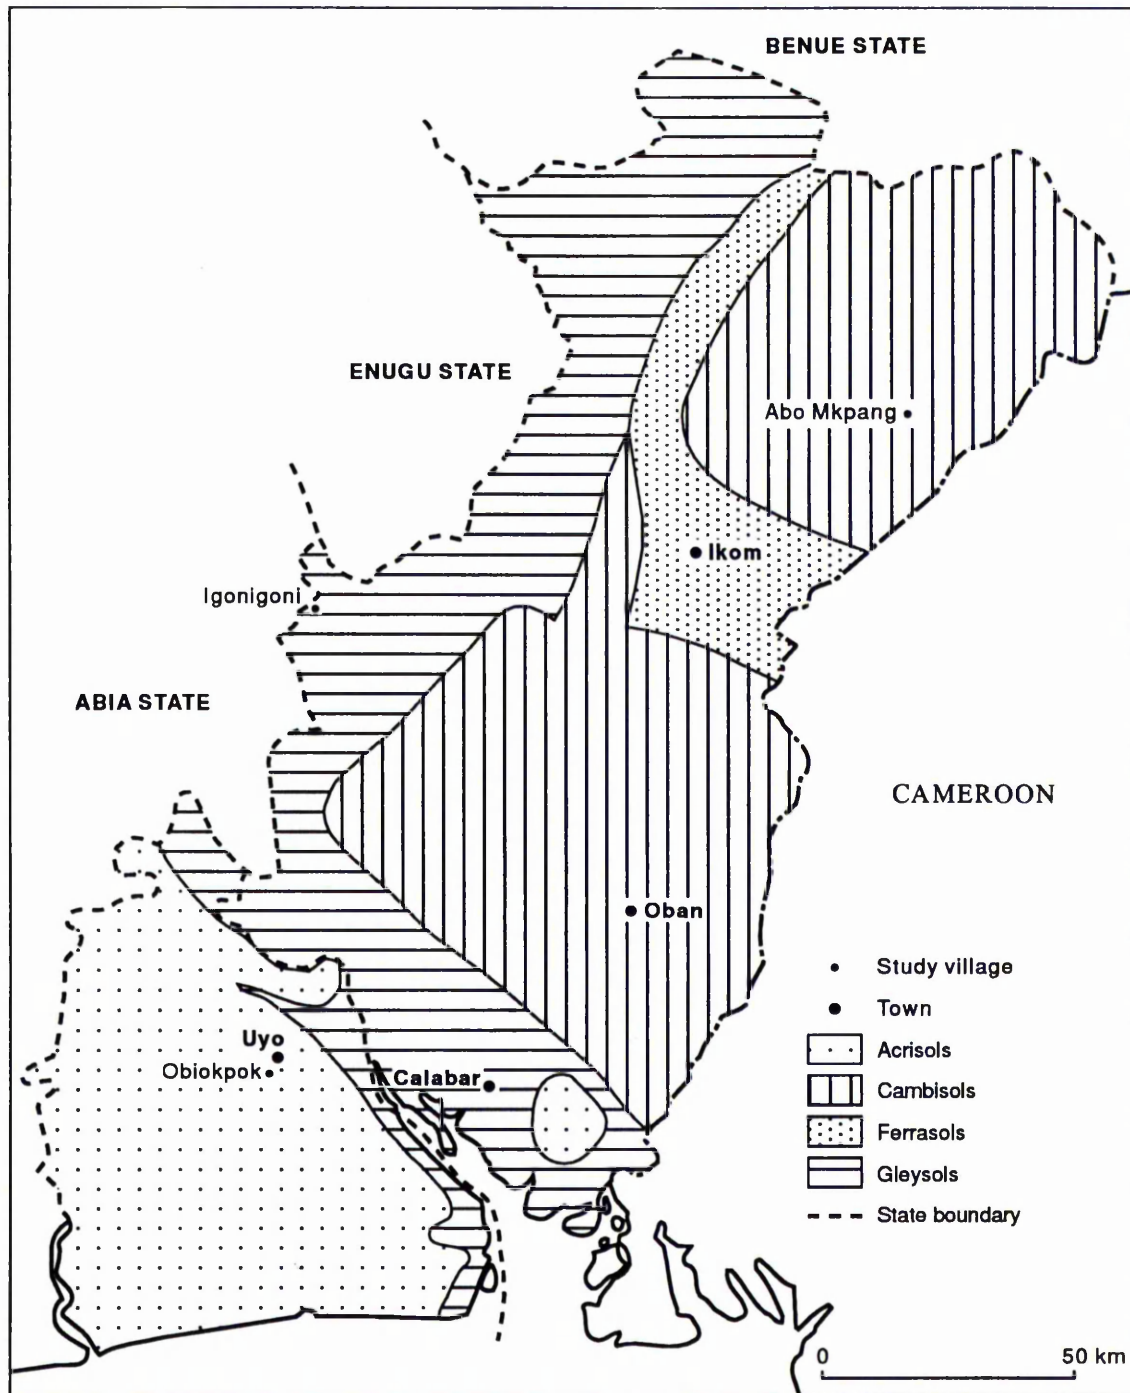 BENUE STATE
ENUGU STATE
Abo Mkpang
Ikom
Igonigoni
ABIA STATE
CAMEROON
Oban
Uyo
Obiokpok
Calabar
Study village
Town
Acrisols
Cambisols
Ferrasols
Gleysols
State boundary
0 50 km